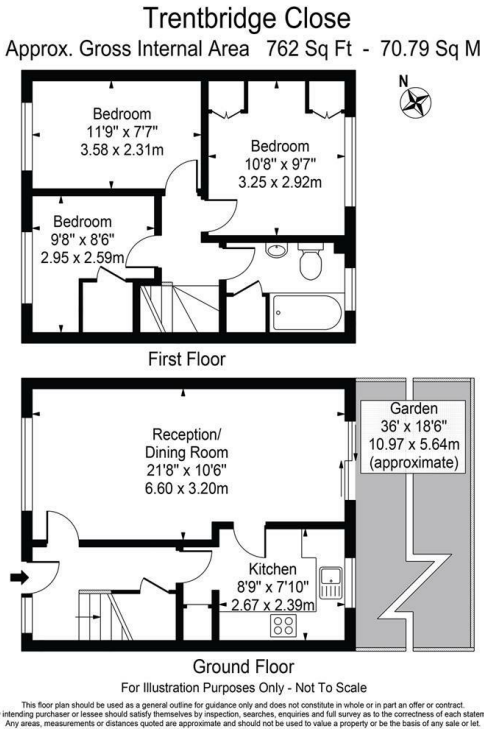 Trentbridge Close
Approx. Gross Internal Area 762 Sq Ft - 70.79 Sq M
N
Bedroom
11'9" x 7'7"
3.58 x 2.31m
Bedroom
10'8" x 9'7"
3.25 x 2.92m
Bedroom
9'8" x 8'6"
2.95 x 2.59m
First Floor
Reception/
Dining Room
21'8" x 10'6"
6.60 x 3.20m
Garden
36' x 18'6"
10.97 x 5.64m
(approximate)
Kitchen
8'9" x 7'10"
2.67 x 2.39m
Ground Floor
For Illustration Purposes Only - Not To Scale
This floor plan should be used as a general outline for guidance only and does not constitute in whole or in part an offer or contract.
intending purchaser or lessee should satisfy themselves by inspection, searches, enquiries and full survey as to the correctness of each statem
Any areas, measurements or distances quoted are approximate and should not be used to value a property or be the basis of any sale or let.